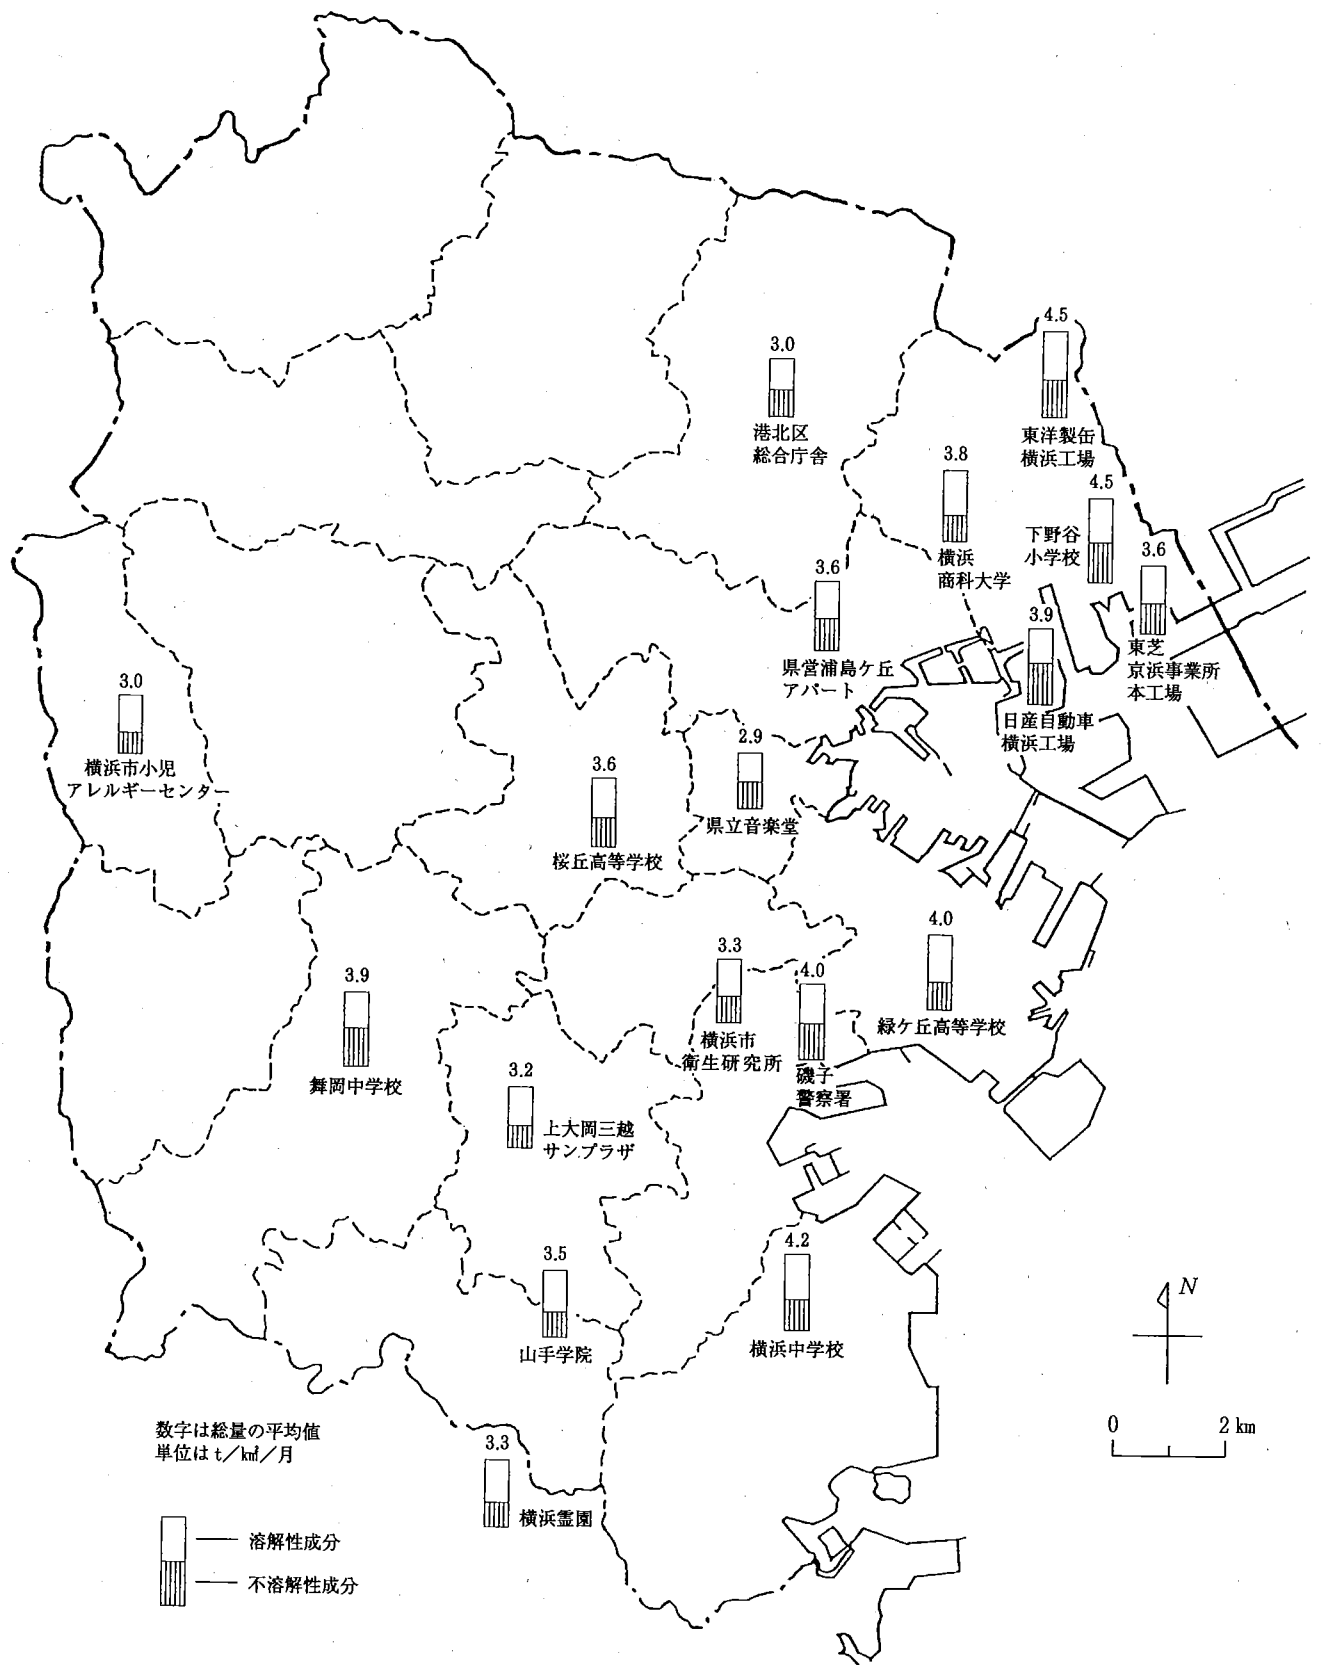 4.5
東洋製缶
横浜工場
3.0
港北区
総合庁舎
3.8
横浜
商科大学
4.5
下野谷
小学校
3.6
東芝
京浜事業所
本工場
3.6
県営浦島ケ丘
アパート
3.9
日産自動車
横浜工場
3.0
横浜市小児
アレルギーセンター
3.6
桜丘高等学校
2.9
県立音楽堂
4.0
緑ケ丘高等学校
3.3
横浜市
衛生研究所
4.0
磯子
警察署
3.9
舞岡中学校
3.2
上大岡三越
サンプラザ
3.5
山手学院
4.2
横浜中学校
N
0 2 km
数字は総量の平均値
単位は t／km²／月
3.3
横浜霊園
溶解性成分
不溶解性成分